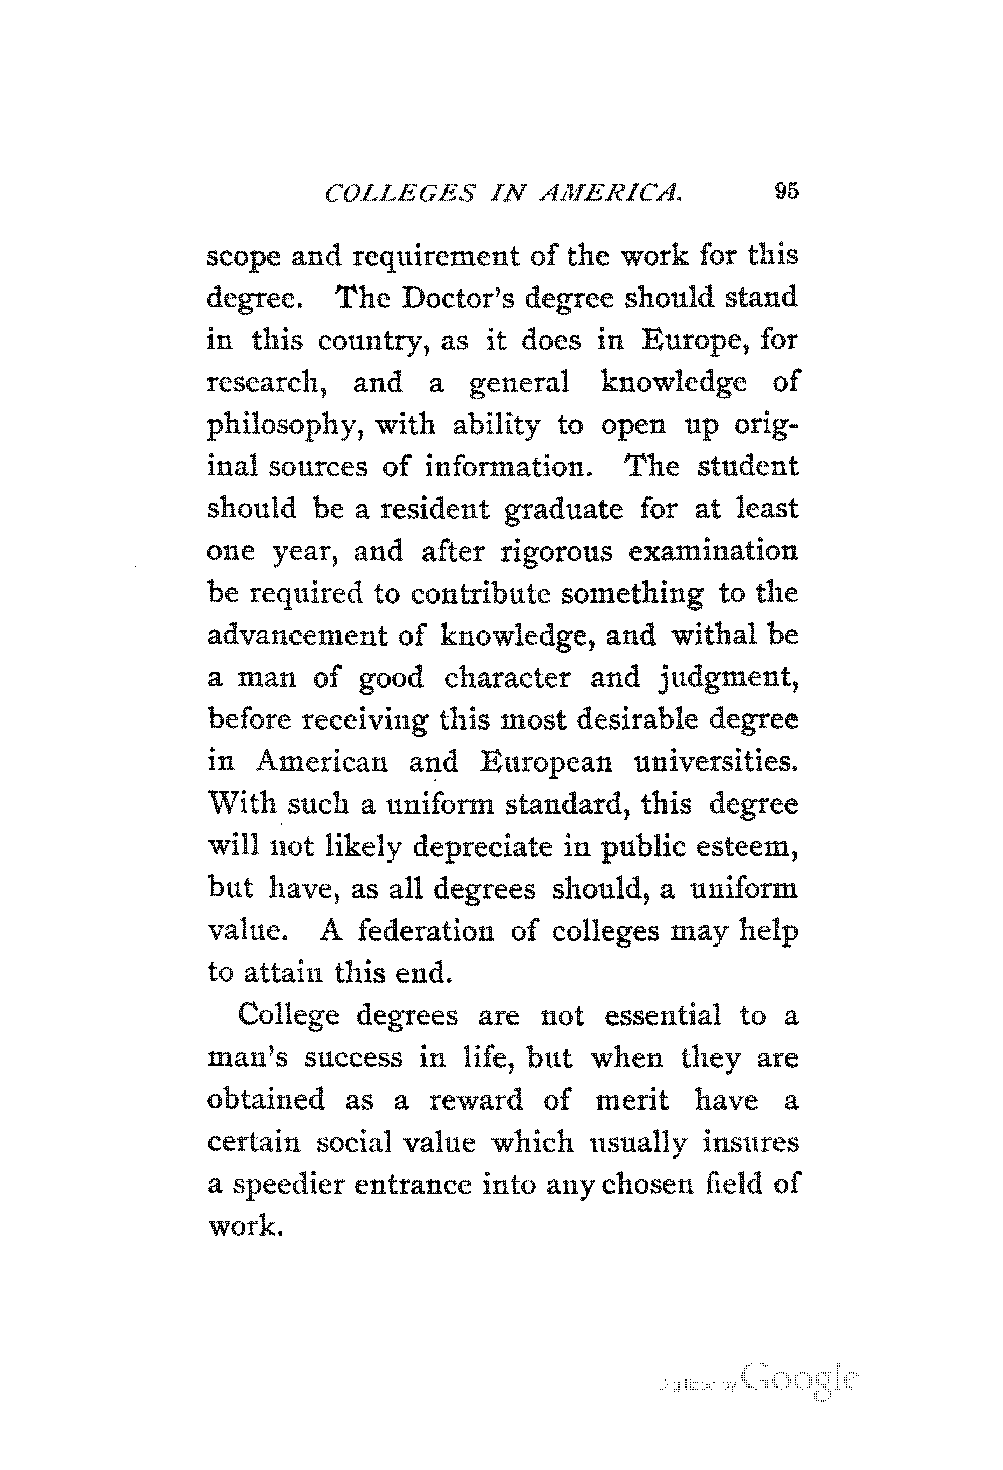 COLLEGES IN AMERICA. 95
scope and requirement of the work for this
degree. The Doctor's degree should stand
in this country, as it does in Europe, for
research, and a general knowledge of
philosophy, with ability to open up orig-
inal sources of information. The student
should be a resident graduate for at least
one year, and after rigorous examination
be required to contribute something to the
advancement of knowledge, and withal be
a man of good character and judgment,
before receiving this most desirable degree
in American and European universities.
With such a uniform standard, this degree
will not likely depreciate in public esteem,
but have, as all degrees should, a uniform
value. A federation of colleges may help
to attain this end.
College degrees are not essential to a
man's success in life, but when they are
obtained as a reward of merit have a
certain social value which usually insures
a speedier entrance into any chosen field of
work.
Digitized by Google